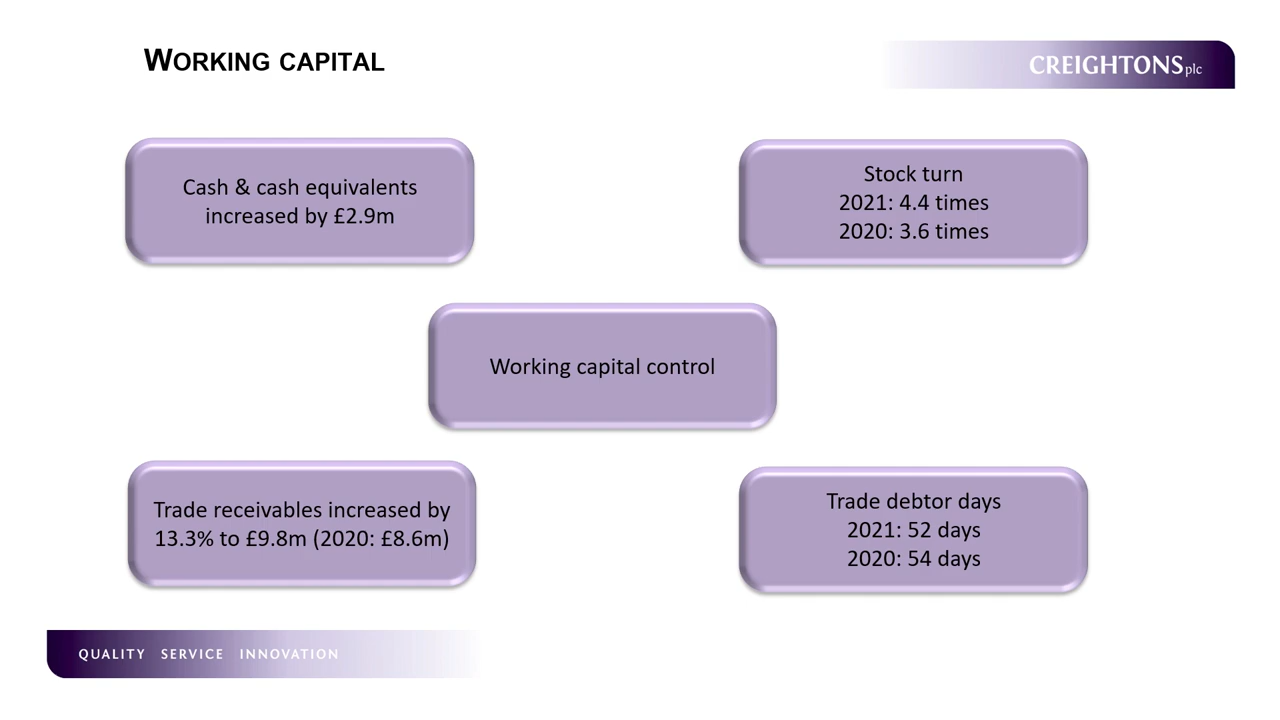 WORKING CAPITAL
CREIGHTONS plc
Cash & cash equivalents
increased by £2.9m
Stock turn
2021: 4.4 times
2020: 3.6 times
Working capital control
Trade receivables increased by
13.3% to £9.8m (2020: £8.6m)
Trade debtor days
2021: 52 days
2020: 54 days
QUALITY SERVICE INNOVATION